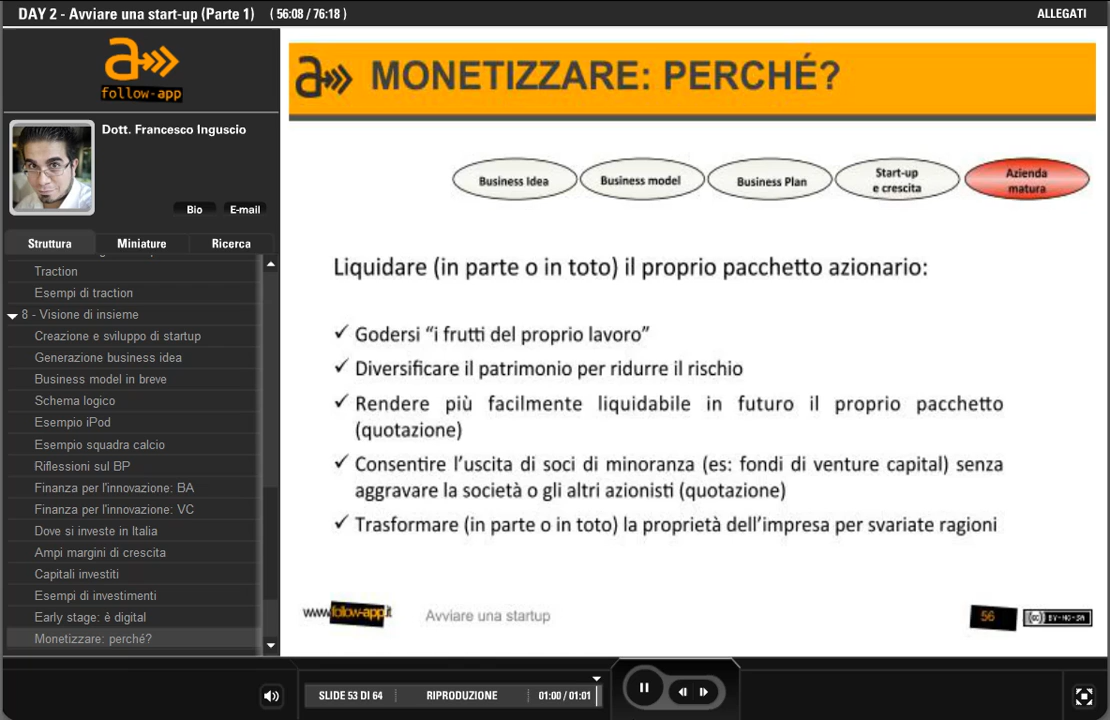 DAY 2 - Avviare una start-up (Parte 1) ( 56:08 / 76:18 )
ALLEGATI
follow-app
Dott. Francesco Inguscio
Bio E-mail
Struttura Miniature Ricerca
Traction
Esempi di traction
8 - Visione di insieme
Creazione e sviluppo di startup
Generazione business idea
Business model in breve
Schema logico
Esempio iPod
Esempio squadra calcio
Riflessioni sul BP
Finanza per l'innovazione: BA
Finanza per l'innovazione: VC
Dove si investe in Italia
Ampi margini di crescita
Capitali investiti
Esempi di investimenti
Early stage: è digital
Monetizzare: perché?
MONETIZZARE: PERCHÉ?
Business Idea
Business model
Business Plan
Start-up
e crescita
Azienda
matura
Liquidare (in parte o in toto) il proprio pacchetto azionario:
✓ Godersi “i frutti del proprio lavoro”
✓ Diversificare il patrimonio per ridurre il rischio
✓ Rendere più facilmente liquidabile in futuro il proprio pacchetto
(quotazione)
✓ Consentire l’uscita di soci di minoranza (es: fondi di venture capital) senza
aggravare la società o gli altri azionisti (quotazione)
✓ Trasformare (in parte o in toto) la proprietà dell’impresa per svariate ragioni
www.follow-app.it
Avviare una startup
56
(cc) BY-NC-SA
SLIDE 53 DI 64
RIPRODUZIONE
01:00 / 01:01